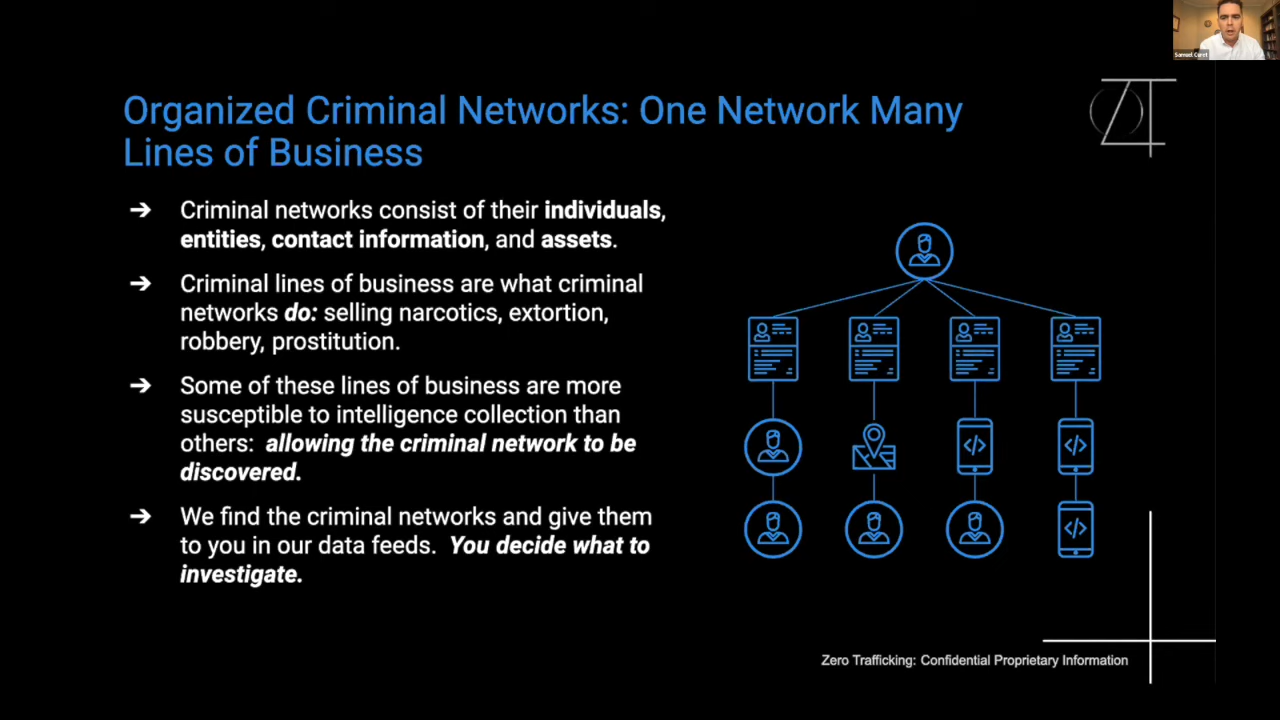 Samuel Curet
Organized Criminal Networks: One Network Many
Lines of Business
➔ Criminal networks consist of their individuals,
entities, contact information, and assets.
➔ Criminal lines of business are what criminal
networks do: selling narcotics, extortion,
robbery, prostitution.
➔ Some of these lines of business are more
susceptible to intelligence collection than
others: allowing the criminal network to be
discovered.
➔ We find the criminal networks and give them
to you in our data feeds. You decide what to
investigate.
Zero Trafficking: Confidential Proprietary Information